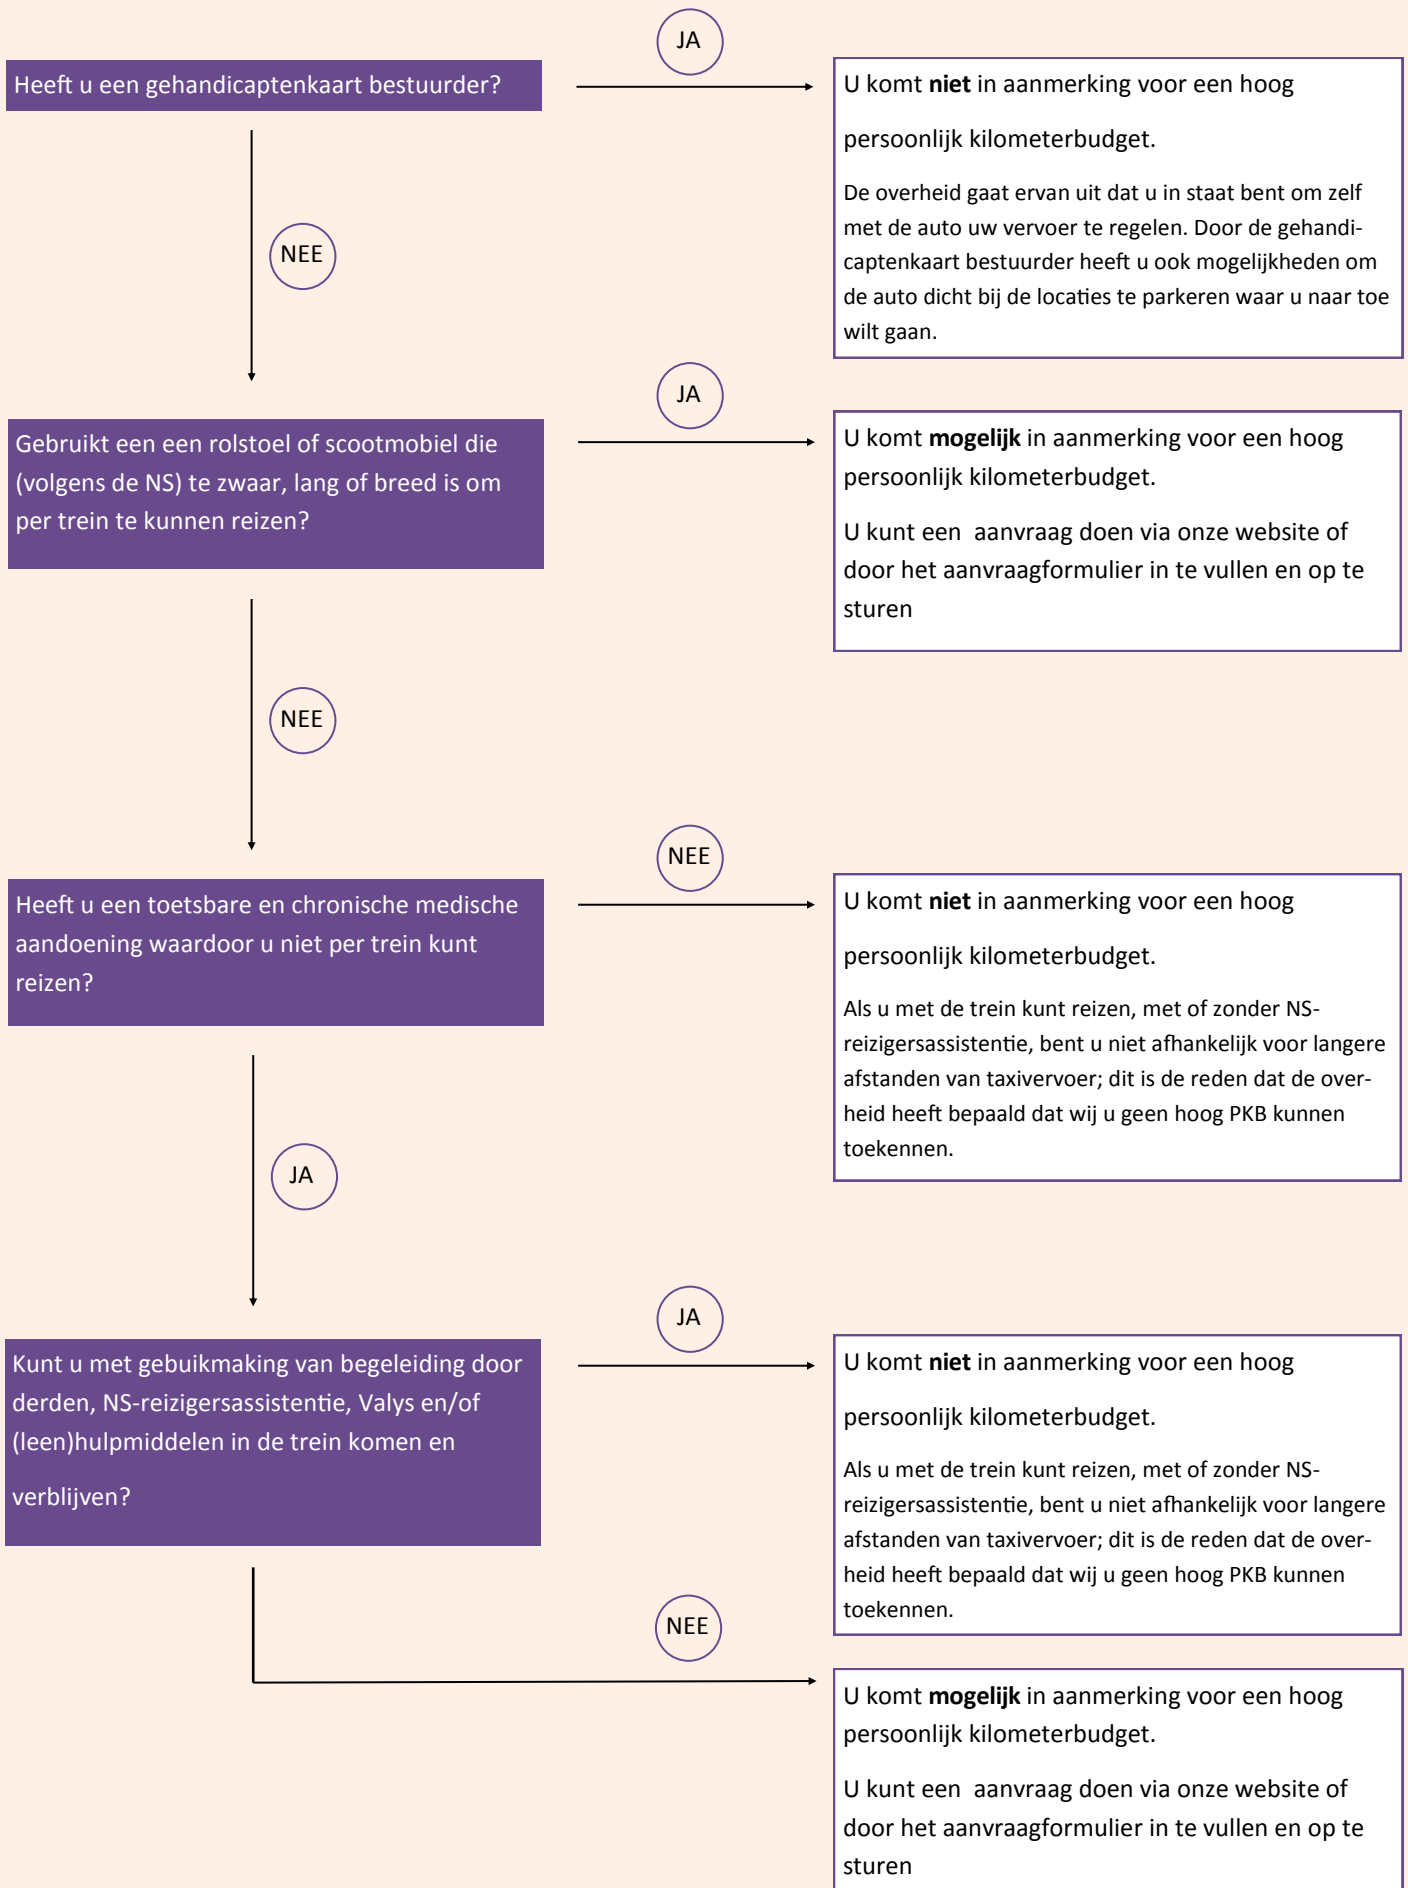 JA
Heeft u een gehandicaptenkaart bestuurder?
U komt niet in aanmerking voor een hoog
persoonlijk kilometerbudget.
De overheid gaat ervan uit dat u in staat bent om zelf
met de auto uw vervoer te regelen. Door de gehandi-
captenkaart bestuurder heeft u ook mogelijkheden om
de auto dicht bij de locaties te parkeren waar u naar toe
wilt gaan.
NEE
JA
Gebruikt een een rolstoel of scootmobiel die
(volgens de NS) te zwaar, lang of breed is om
per trein te kunnen reizen?
U komt mogelijk in aanmerking voor een hoog
persoonlijk kilometerbudget.
U kunt een  aanvraag doen via onze website of
door het aanvraagformulier in te vullen en op te
sturen
NEE
NEE
Heeft u een toetsbare en chronische medische
aandoening waardoor u niet per trein kunt
reizen?
U komt niet in aanmerking voor een hoog
persoonlijk kilometerbudget.
Als u met de trein kunt reizen, met of zonder NS-
reizigersassistentie, bent u niet afhankelijk voor langere
afstanden van taxivervoer; dit is de reden dat de over-
heid heeft bepaald dat wij u geen hoog PKB kunnen
toekennen.
JA
JA
Kunt u met gebuikmaking van begeleiding door
derden, NS-reizigersassistentie, Valys en/of
(leen)hulpmiddelen in de trein komen en
verblijven?
U komt niet in aanmerking voor een hoog
persoonlijk kilometerbudget.
Als u met de trein kunt reizen, met of zonder NS-
reizigersassistentie, bent u niet afhankelijk voor langere
afstanden van taxivervoer; dit is de reden dat de over-
heid heeft bepaald dat wij u geen hoog PKB kunnen
toekennen.
NEE
U komt mogelijk in aanmerking voor een hoog
persoonlijk kilometerbudget.
U kunt een  aanvraag doen via onze website of
door het aanvraagformulier in te vullen en op te
sturen